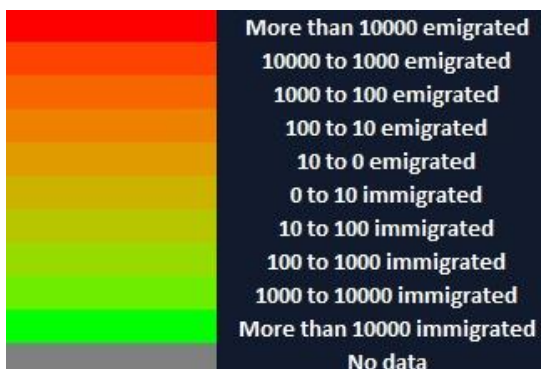 More than 10000 emigrated
10000 to 1000 emigrated
1000 to 100 emigrated
100 to 10 emigrated
10 to 0 emigrated
0 to 10 immigrated
10 to 100 immigrated
100 to 1000 immigrated
1000 to 10000 immigrated
More than 10000 immigrated
No data